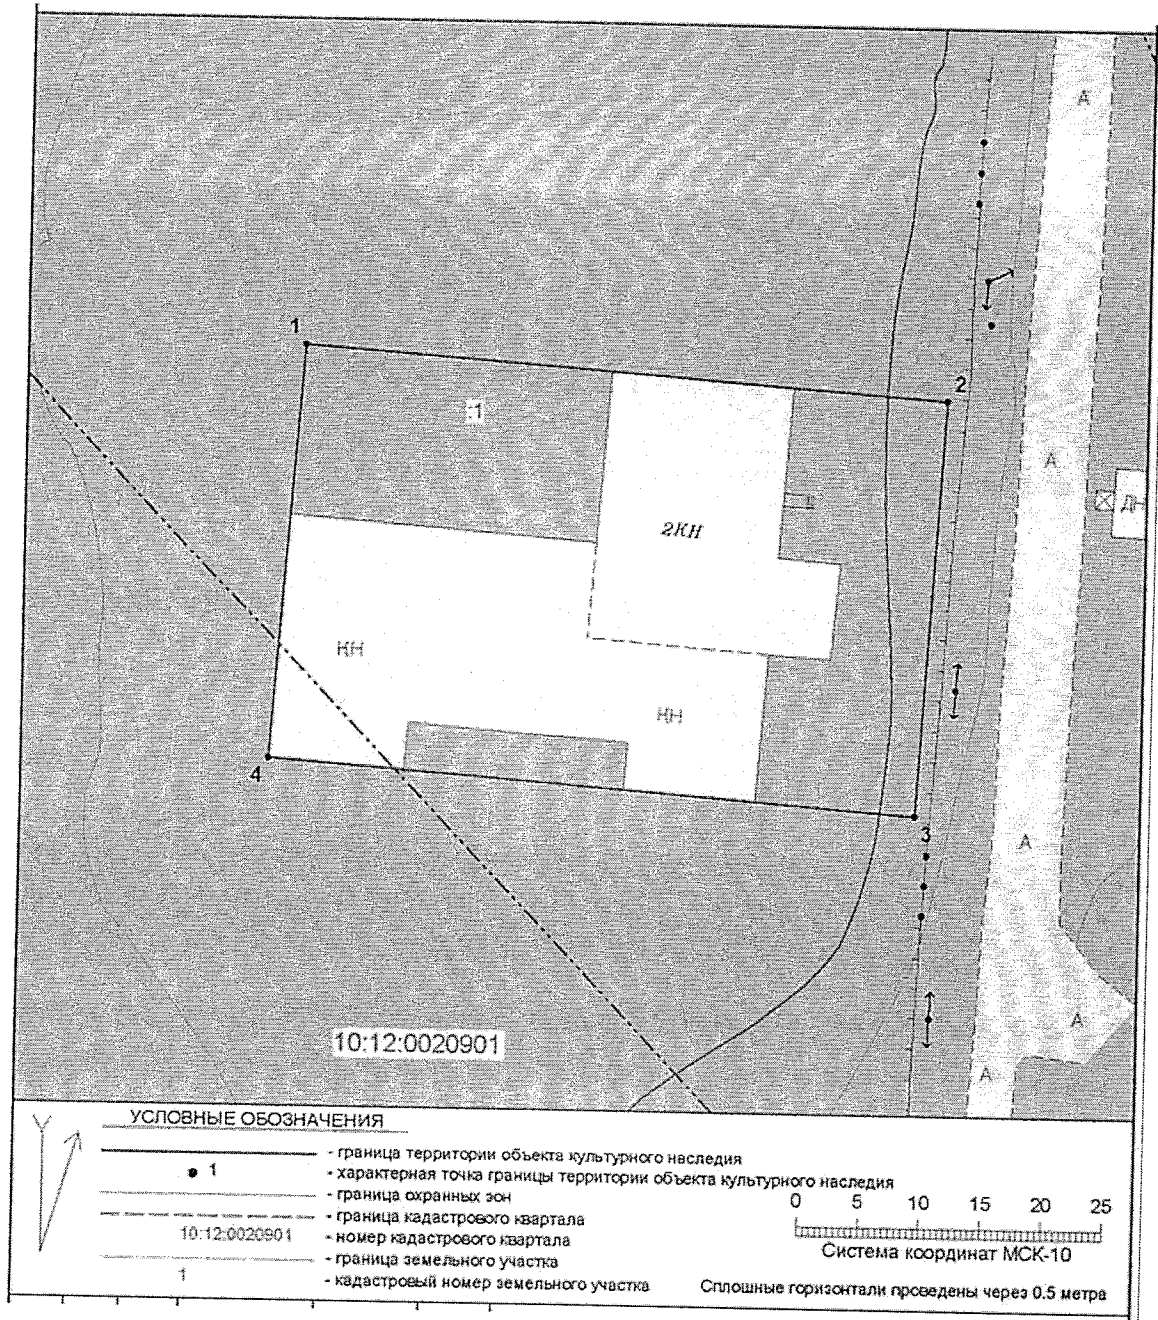 А
1
2
:1
А
2КН
ДН
КН
КН
4
3
А
10:12:0020901
А
А
УСЛОВНЫЕ ОБОЗНАЧЕНИЯ
- граница территории объекта культурного наследия
1 - характерная точка границы территории объекта культурного наследия
- граница охранных зон
- граница кадастрового квартала
10:12:0020901 - номер кадастрового квартала
- граница земельного участка
1 - кадастровый номер земельного участка
0 5 10 15 20 25
Система координат МСК-10
Сплошные горизонтали проведены через 0.5 метра